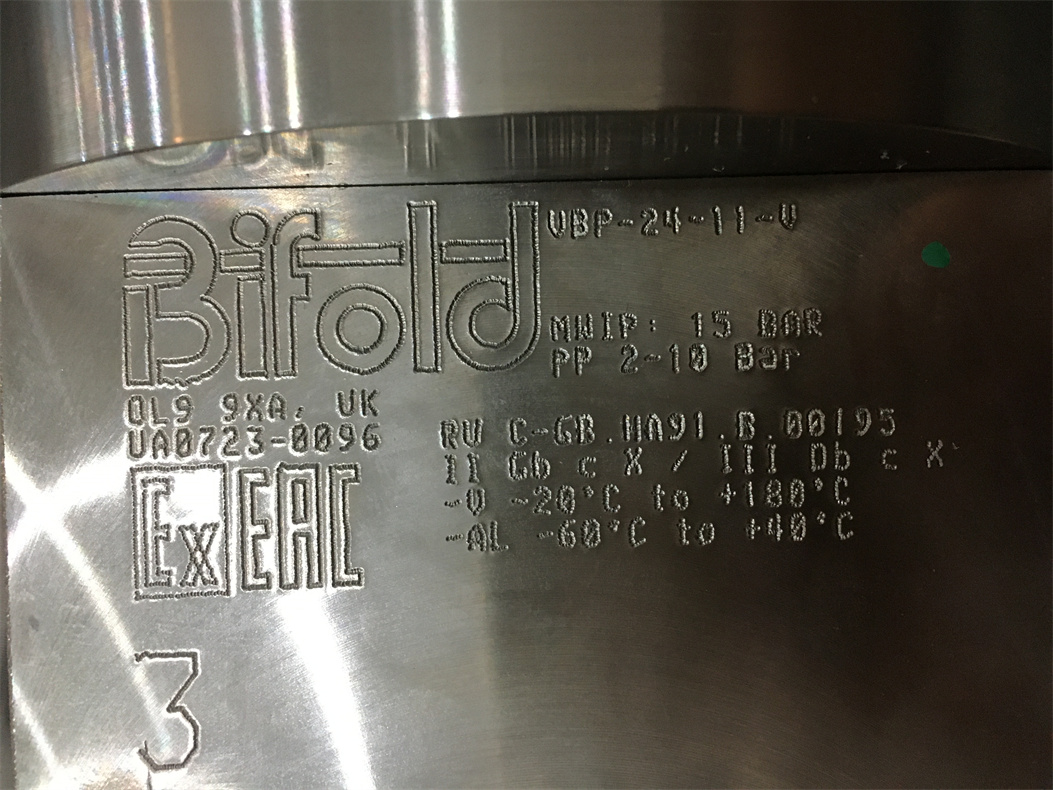 Bifold
VBP-24-11-V
MWIP: 15 BAR
PP 2-10 Bar
OL9 9XA, UK
UA0723-0096
RU C-GB.HA91.B.00195
II Gb c X / III Db c X
-V -20°C to +180°C
-AL -60°C to +40°C
Ex EAC
3